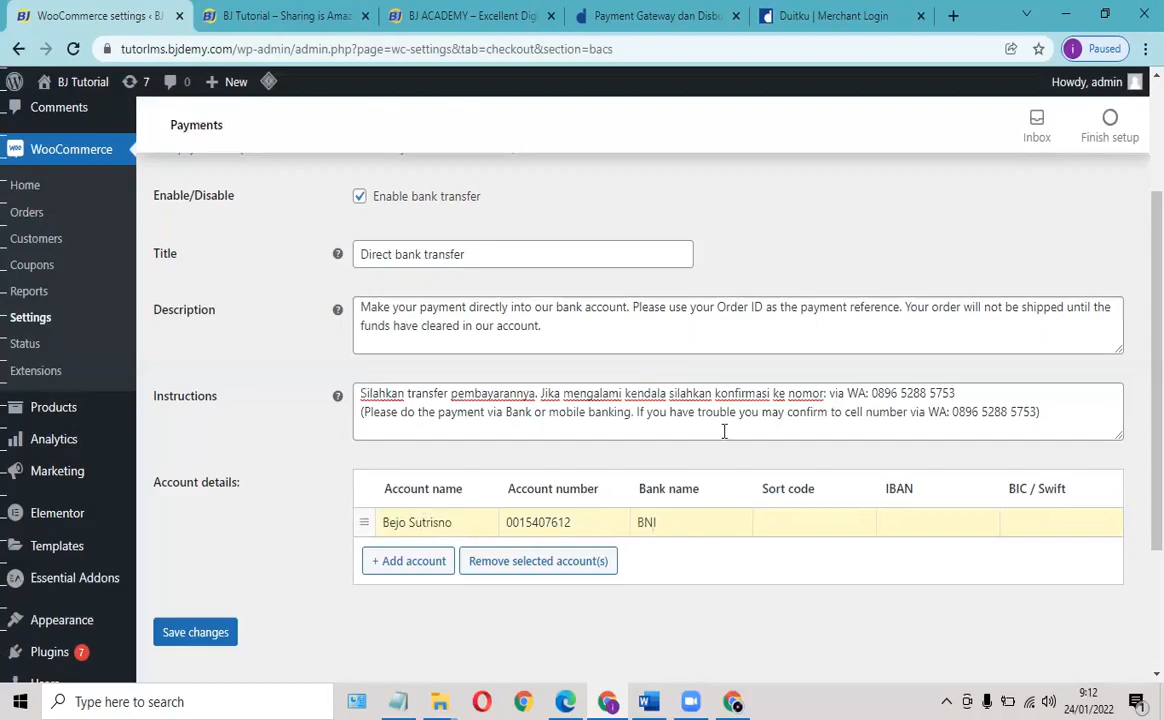 WooCommerce settings ‹ BJ
BJ Tutorial – Sharing is Amaz
BJ ACADEMY – Excellent Digi
Payment Gateway dan Disbu
Duitku | Merchant Login
tutorlms.bjdemy.com/wp-admin/admin.php?page=wc-settings&tab=checkout&section=bacs
Paused
BJ Tutorial
7
0
New
Howdy, admin
Comments
WooCommerce
Home
Orders
Customers
Coupons
Reports
Settings
Status
Extensions
Products
Analytics
Marketing
Elementor
Templates
Essential Addons
Appearance
Plugins 7
Payments
Inbox
Finish setup
Enable/Disable
Enable bank transfer
Title
Direct bank transfer
Description
Make your payment directly into our bank account. Please use your Order ID as the payment reference. Your order will not be shipped until the
funds have cleared in our account.
Instructions
Silahkan transfer pembayarannya. Jika mengalami kendala silahkan konfirmasi ke nomor: via WA: 0896 5288 5753
(Please do the payment via Bank or mobile banking. If you have trouble you may confirm to cell number via WA: 0896 5288 5753)
Account details:
Account name Account number Bank name Sort code IBAN BIC / Swift
Bejo Sutrisno 0015407612 BNI
+ Add account
Remove selected account(s)
Save changes
Type here to search
9:12
24/01/2022